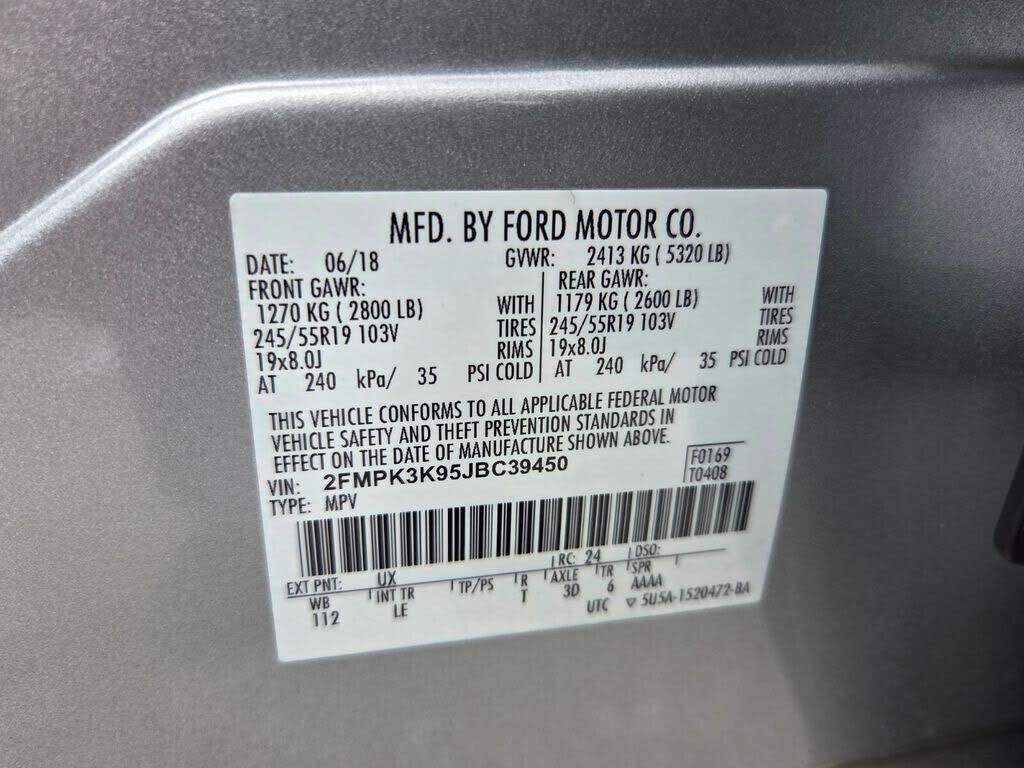 MFD. BY FORD MOTOR CO.
DATE: 06/18 GVWR: 2413 KG ( 5320 LB)
FRONT GAWR: REAR GAWR:
1270 KG ( 2800 LB) WITH 1179 KG ( 2600 LB) WITH
245/55R19 103V TIRES 245/55R19 103V TIRES
19x8.0J RIMS 19x8.0J RIMS
AT 240 kPa/ 35 PSI COLD AT 240 kPa/ 35 PSI COLD
THIS VEHICLE CONFORMS TO ALL APPLICABLE FEDERAL MOTOR
VEHICLE SAFETY AND THEFT PREVENTION STANDARDS IN
EFFECT ON THE DATE OF MANUFACTURE SHOWN ABOVE.
VIN: 2FMPK3K95JBC39450 F0169
TYPE: MPV T0408
EXT PNT: UX RC: 24 DSO:
WB INT TR TP/PS R AXLE TR SPR
112 LE T 3D 6 AAAA
UTC ▽ 5U5A-1520472-BA